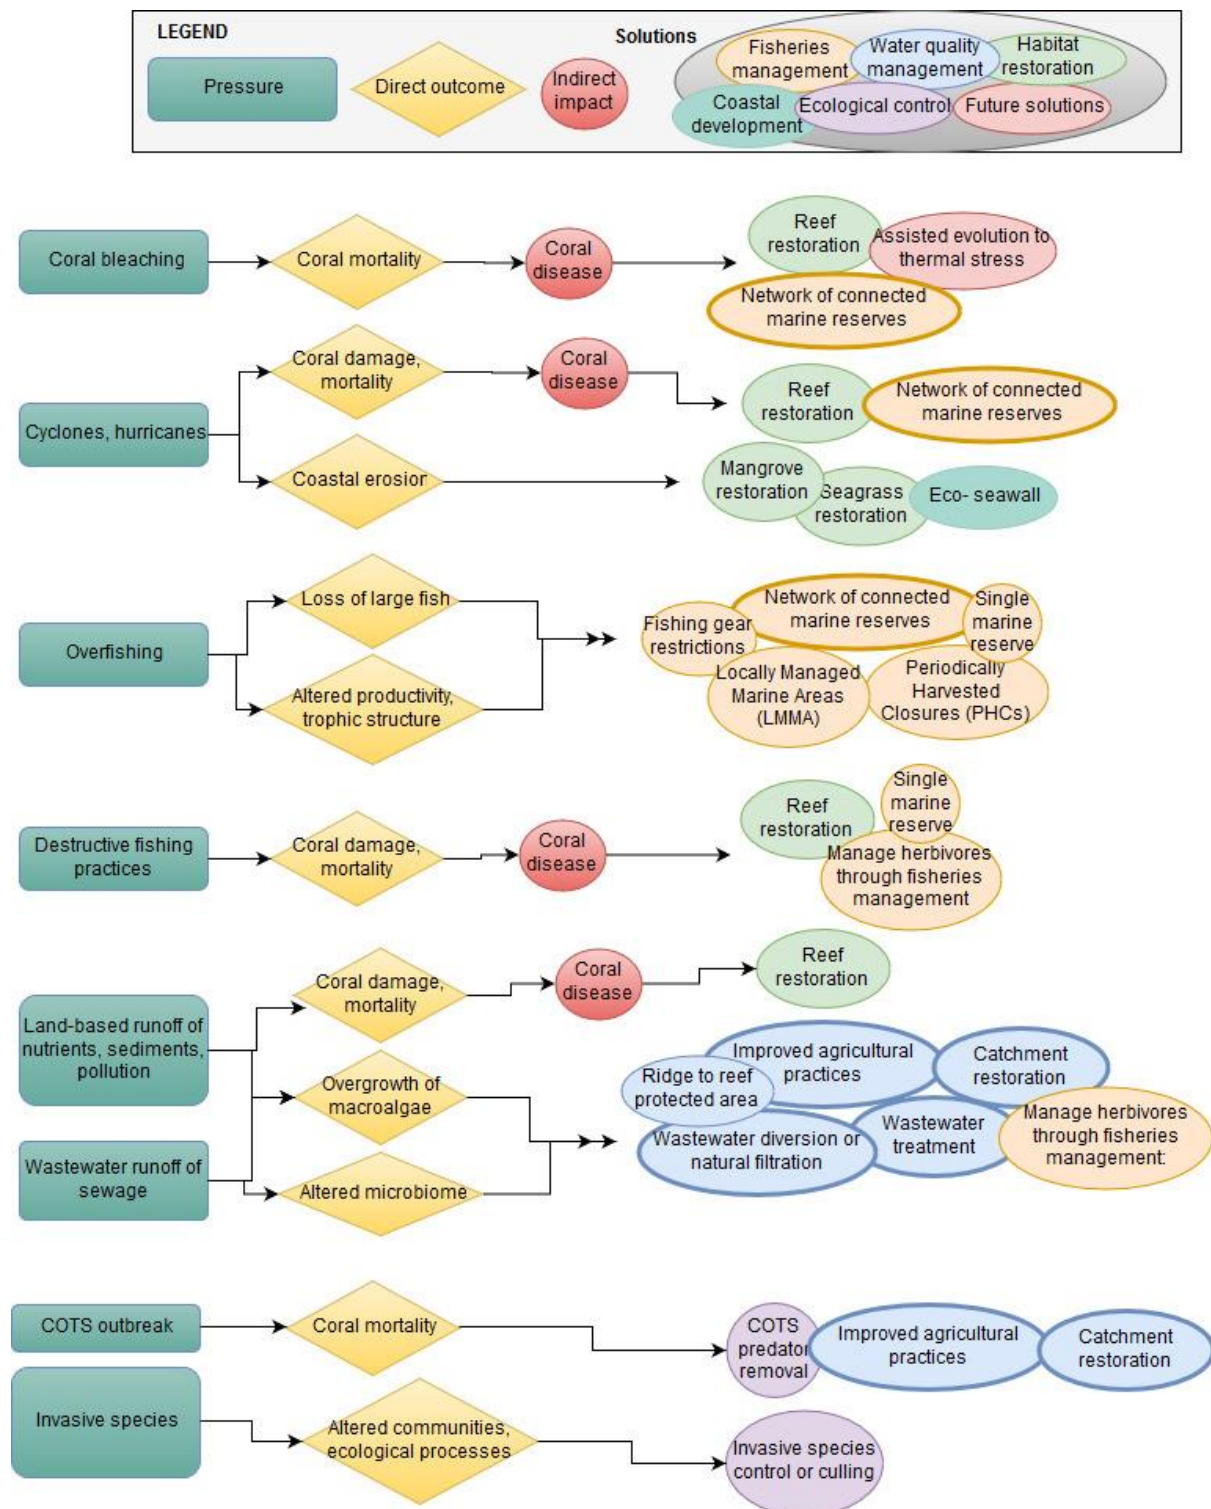 LEGEND
Pressure
Direct outcome
Indirect
impact
Solutions
Fisheries
management
Water quality
management
Habitat
restoration
Coastal
development
Ecological control
Future solutions
Coral bleaching
Coral mortality
Coral
disease
Reef
restoration
Assisted evolution to
thermal stress
Network of connected
marine reserves
Cyclones, hurricanes
Coral damage,
mortality
Coral
disease
Reef
restoration
Network of connected
marine reserves
Coastal erosion
Mangrove
restoration
Seagrass
restoration
Eco- seawall
Overfishing
Loss of large fish
Altered productivity,
trophic structure
Fishing gear
restrictions
Network of connected
marine reserves
Single
marine
reserve
Locally Managed
Marine Areas
(LMMA)
Periodically
Harvested
Closures (PHCs)
Destructive fishing
practices
Coral damage,
mortality
Coral
disease
Reef
restoration
Single
marine
reserve
Manage herbivores
through fisheries
management
Land-based runoff of
nutrients, sediments,
pollution
Coral damage,
mortality
Coral
disease
Reef
restoration
Overgrowth of
macroalgae
Wastewater runoff of
sewage
Altered microbiome
Ridge to reef
protected area
Improved agricultural
practices
Catchment
restoration
Wastewater diversion or
natural filtration
Wastewater
treatment
Manage herbivores
through fisheries
management:
COTS outbreak
Coral mortality
COTS
predator
removal
Improved agricultural
practices
Catchment
restoration
Invasive species
Altered communities,
ecological processes
Invasive species
control or culling